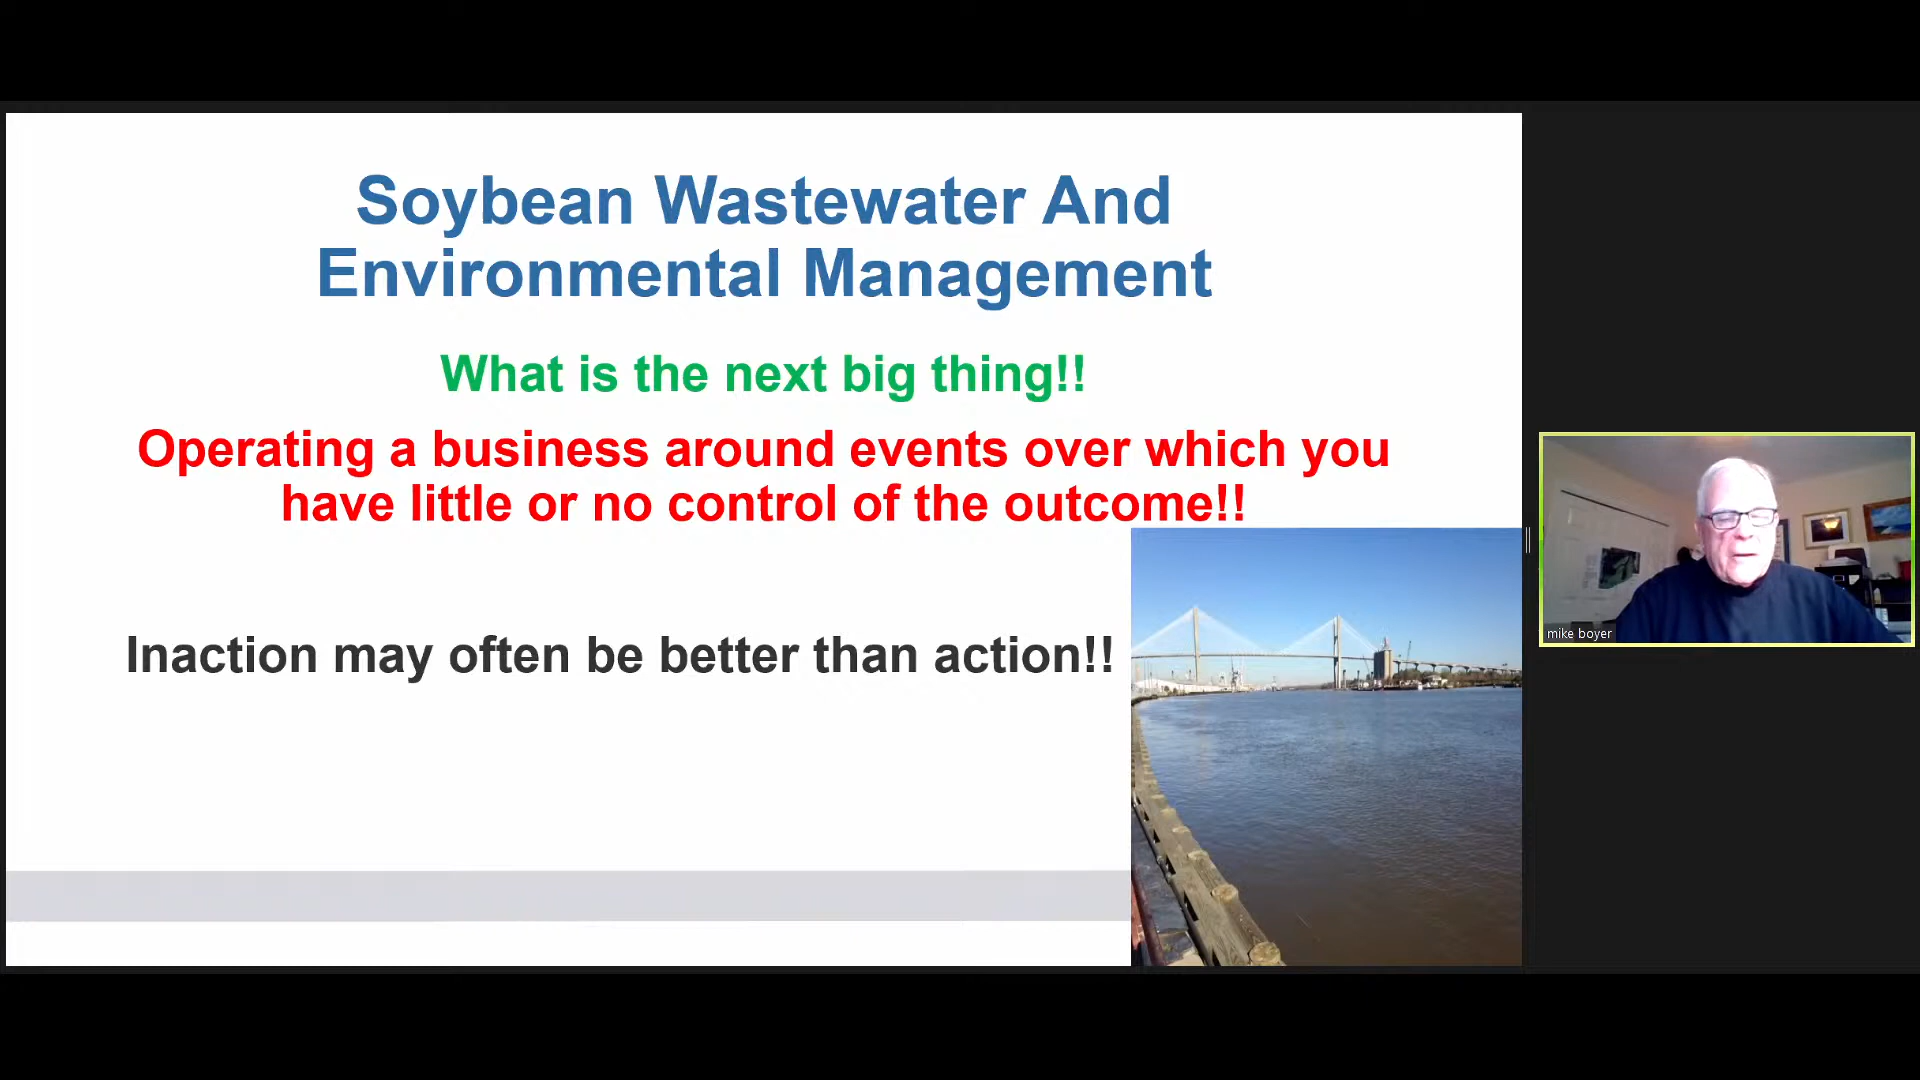 Soybean Wastewater And
Environmental Management
What is the next big thing!!
Operating a business around events over which you
have little or no control of the outcome!!
Inaction may often be better than action!!
mike boyer